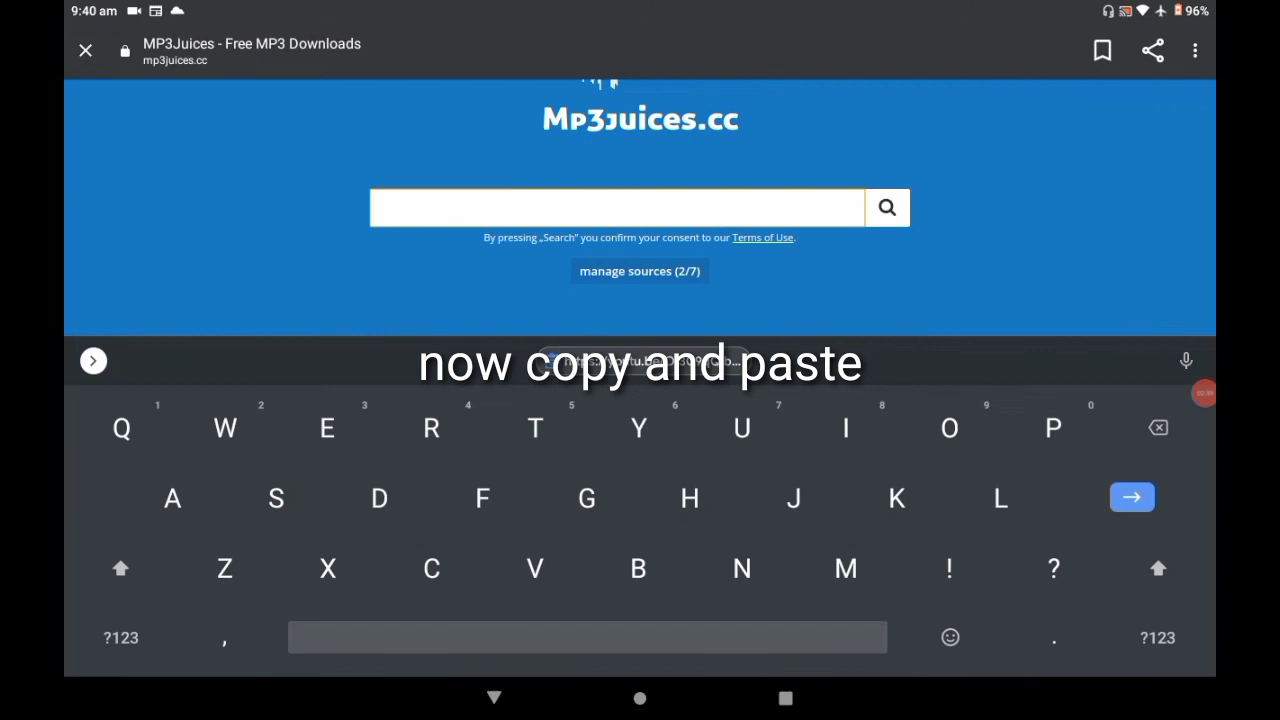 9:40 am
96%
MP3Juices - Free MP3 Downloads
mp3juices.cc
Mp3juices.cc
By pressing „Search" you confirm your consent to our Terms of Use.
manage sources (2/7)
now copy and paste
1 2 3 4 5 6 7 8 9 0
Q W E R T Y U I O P
A S D F G H J K L
Z X C V B N M ! ?
?123 , . ?123